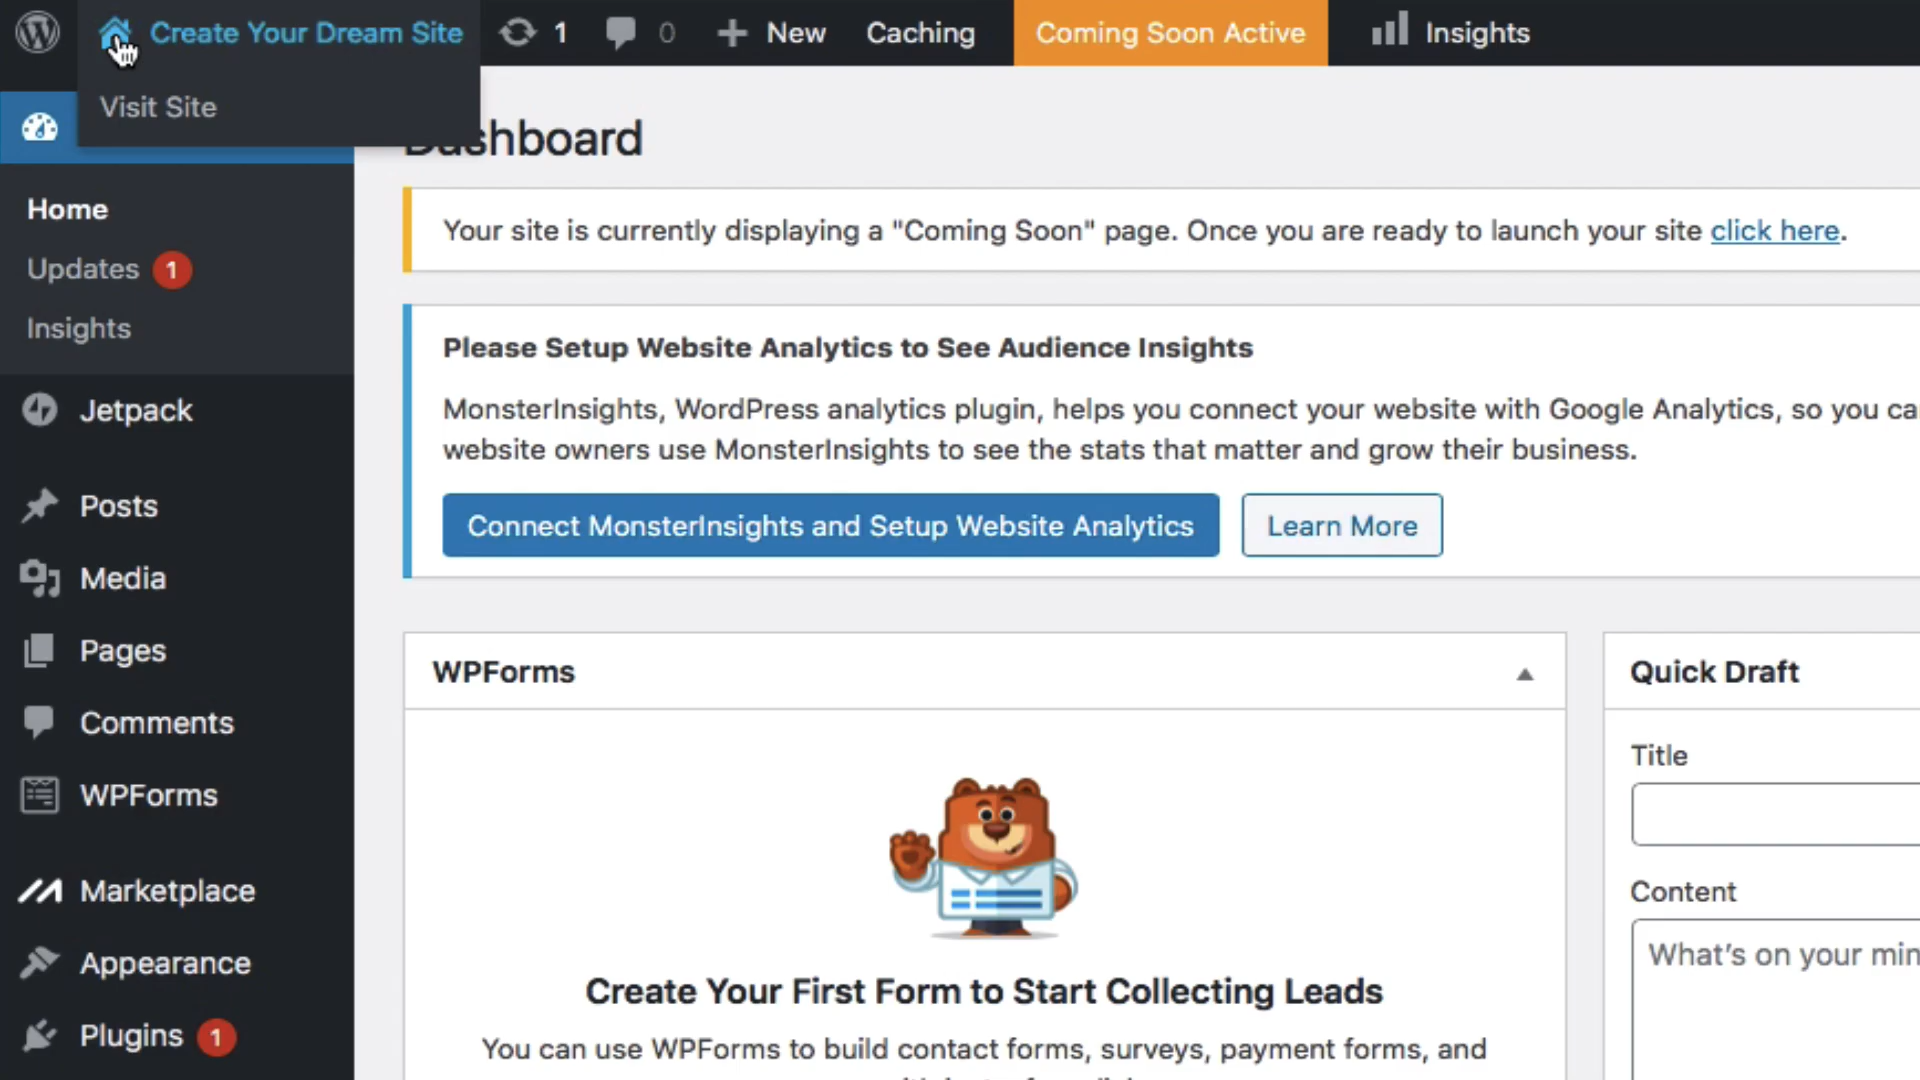 Create Your Dream Site
1
0
New
Caching
Coming Soon Active
Insights
Visit Site
Dashboard
Home
Updates 1
Insights
Jetpack
Posts
Media
Pages
Comments
WPForms
Marketplace
Appearance
Plugins 1
Your site is currently displaying a "Coming Soon" page. Once you are ready to launch your site click here.
Please Setup Website Analytics to See Audience Insights
MonsterInsights, WordPress analytics plugin, helps you connect your website with Google Analytics, so you ca
website owners use MonsterInsights to see the stats that matter and grow their business.
Connect MonsterInsights and Setup Website Analytics
Learn More
WPForms
Create Your First Form to Start Collecting Leads
You can use WPForms to build contact forms, surveys, payment forms, and
Quick Draft
Title
Content
What's on your min